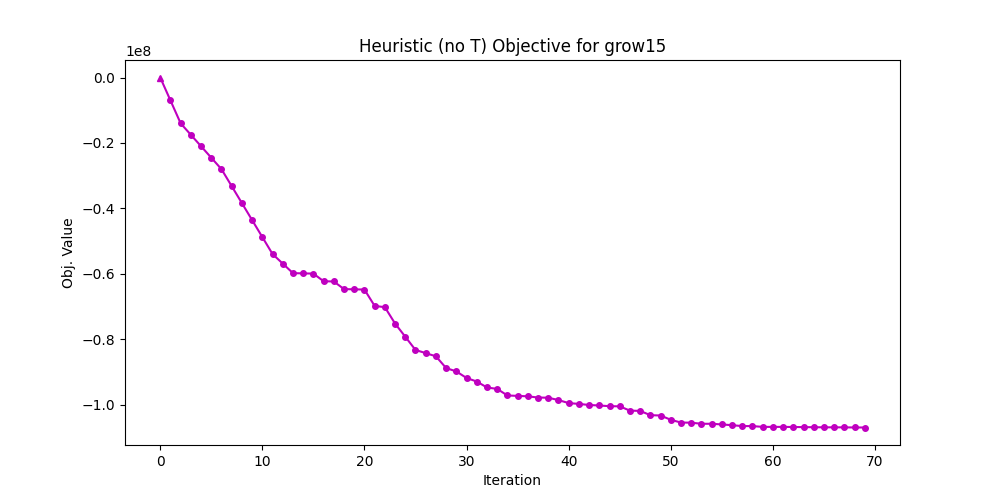 Heuristic (no T) Objective for grow15
1e8
0.0
−0.2
−0.4
−0.6
−0.8
−1.0
Obj. Value
0 10 20 30 40 50 60 70
Iteration